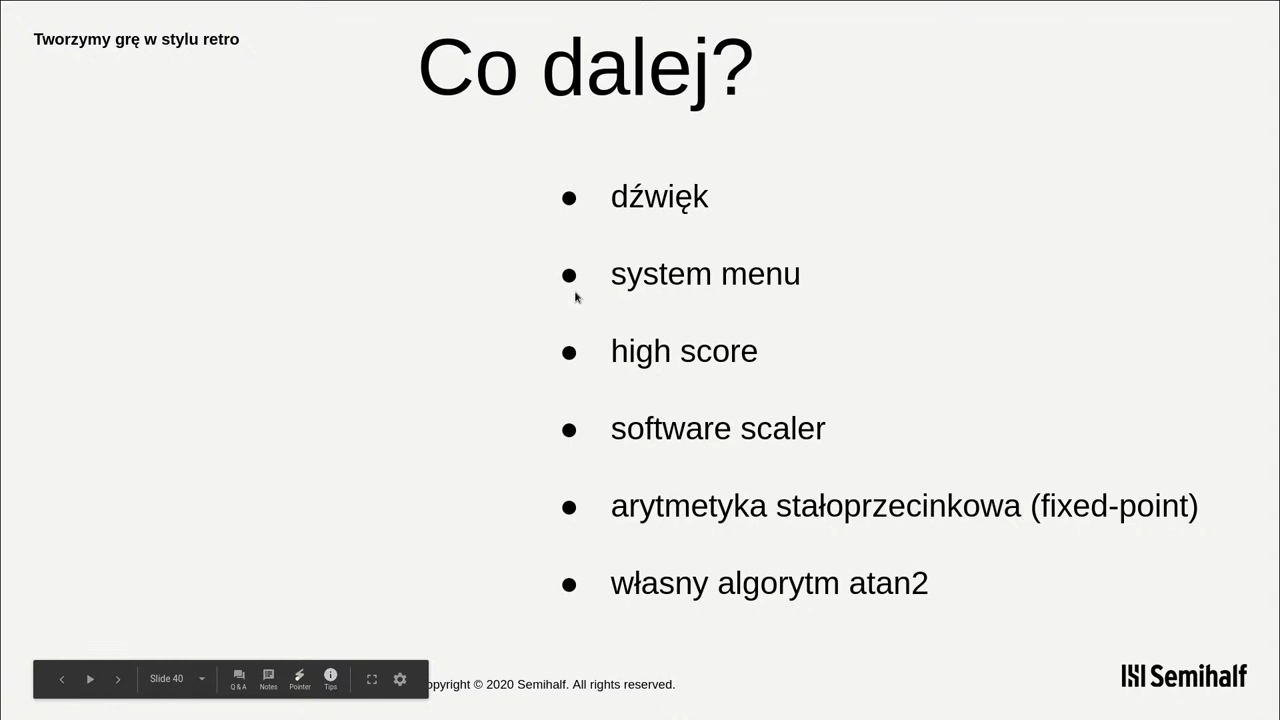 Tworzymy grę w stylu retro
Co dalej?
● dźwięk
● system menu
● high score
● software scaler
● arytmetyka stałoprzecinkowa (fixed-point)
● własny algorytm atan2
Slide 40
Q & A
Notes
Pointer
Tips
opyright © 2020 Semihalf. All rights reserved.
Semihalf